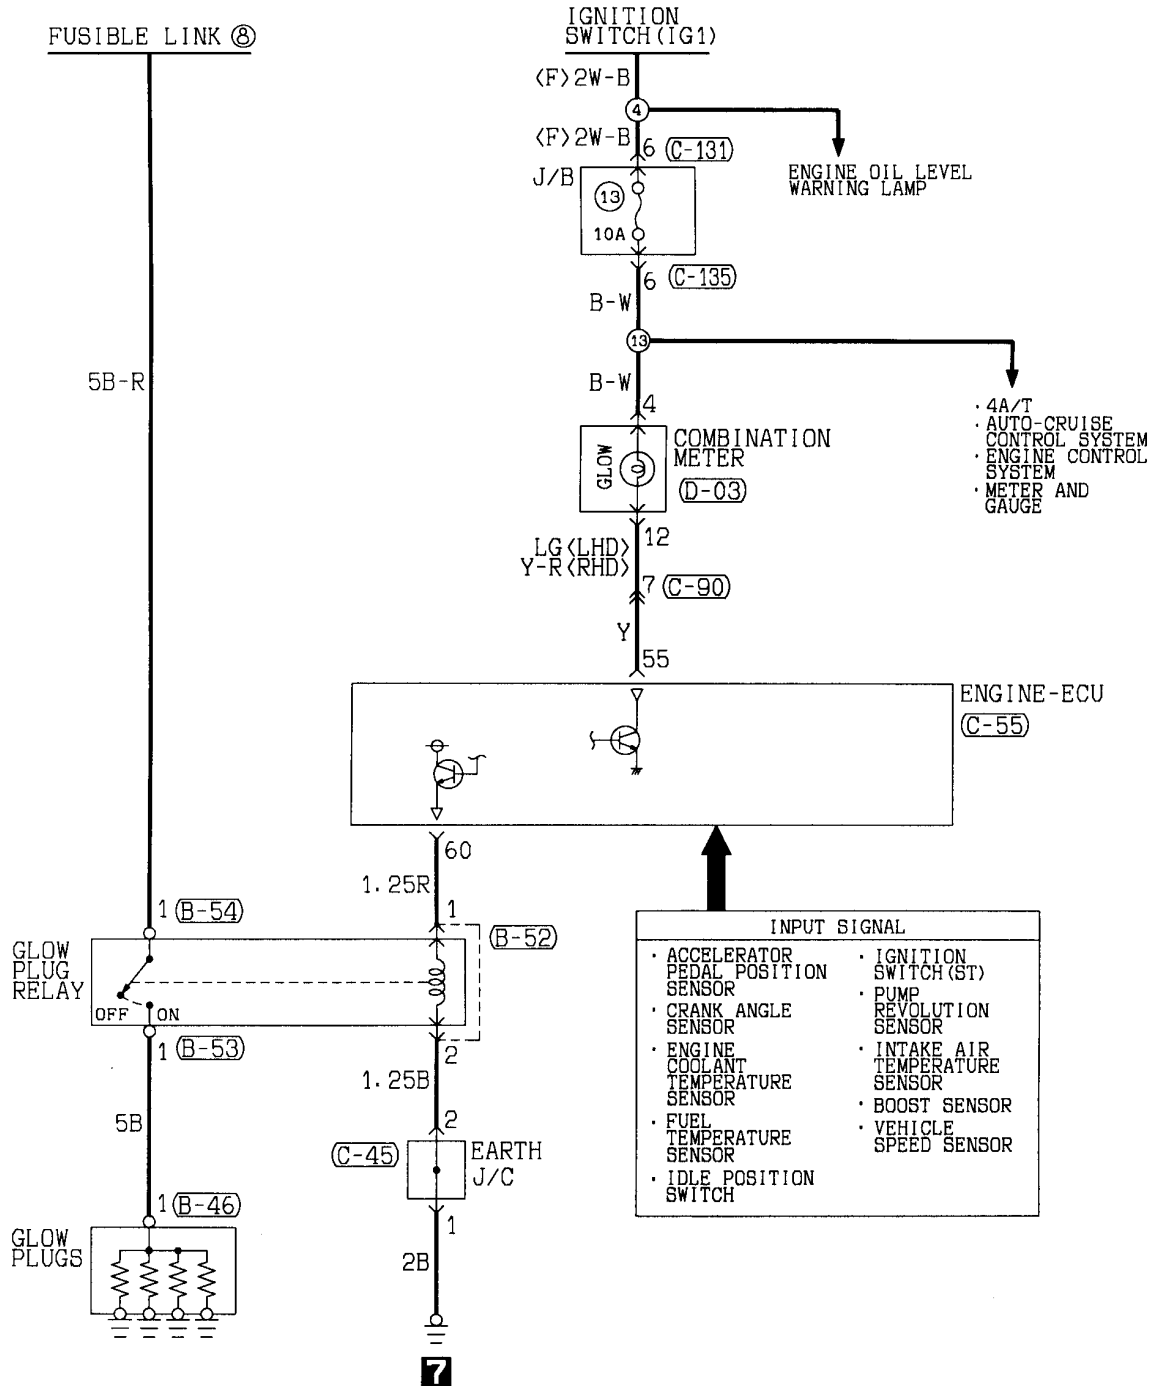 FUSIBLE LINK ⑧
IGNITION
SWITCH(IG1)
〈F〉2W-B
4
〈F〉2W-B
6 (C-131)
ENGINE OIL LEVEL
WARNING LAMP
J/B
13
10A
6 (C-135)
B-W
13
5B-R
B-W
4
· 4A/T
· AUTO-CRUISE
CONTROL SYSTEM
· ENGINE CONTROL
SYSTEM
· METER AND
GAUGE
GLOW
COMBINATION
METER
(D-03)
12
LG〈LHD〉
Y-R〈RHD〉
7 (C-90)
Y
55
ENGINE-ECU
(C-55)
60
1.25R
1 (B-54)
1
(B-52)
GLOW
PLUG
RELAY
OFF
ON
1 (B-53)
2
1.25B
5B
2
(C-45)
EARTH
J/C
1 (B-46)
1
GLOW
PLUGS
2B
7
INPUT SIGNAL
· ACCELERATOR
PEDAL POSITION
SENSOR
· CRANK ANGLE
SENSOR
· ENGINE
COOLANT
TEMPERATURE
SENSOR
· FUEL
TEMPERATURE
SENSOR
· IDLE POSITION
SWITCH
· IGNITION
SWITCH(ST)
· PUMP
REVOLUTION
SENSOR
· INTAKE AIR
TEMPERATURE
SENSOR
· BOOST SENSOR
· VEHICLE
SPEED SENSOR